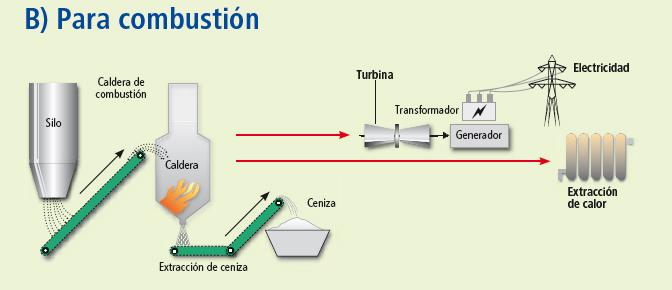 B) Para combustión
Caldera de
combustión
Silo
Caldera
Extracción de ceniza
Ceniza
Turbina
Transformador
Generador
Electricidad
Extracción
de calor